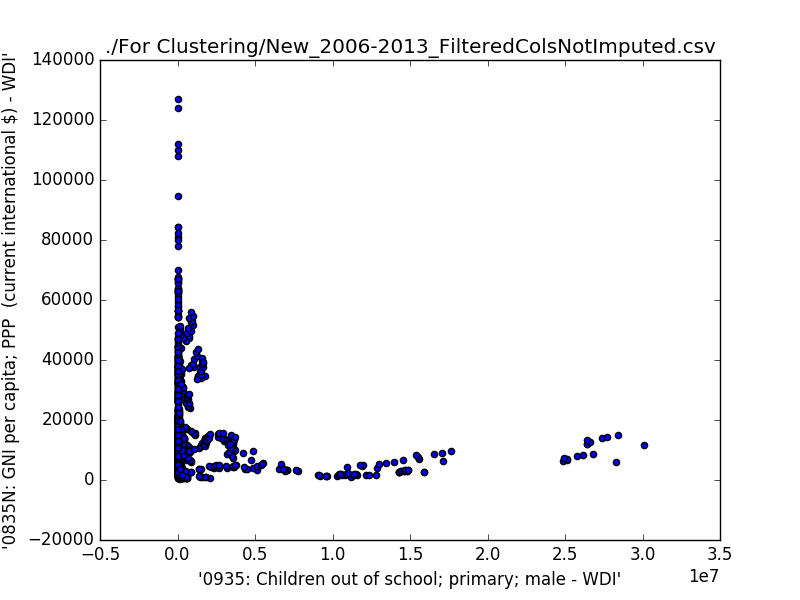 ./For Clustering/New_2006-2013_FilteredColsNotImputed.csv
'0835N: GNI per capita; PPP  (current international $) - WDI'
140000
120000
100000
80000
60000
40000
20000
0
−20000
−0.5 0.0 0.5 1.0 1.5 2.0 2.5 3.0 3.5
1e7
'0935: Children out of school; primary; male - WDI'